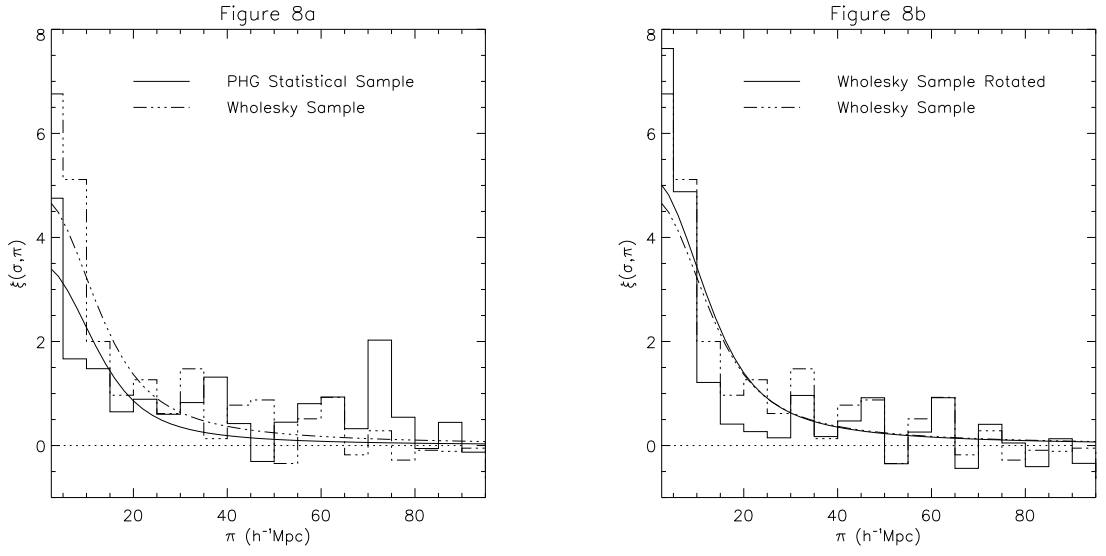 Figure 8a
8
6
4
2
0
ξ(σ,π)
PHG Statistical Sample
Wholesky Sample
20
40
60
80
π (h⁻¹Mpc)
Figure 8b
8
6
4
2
0
ξ(σ,π)
Wholesky Sample Rotated
Wholesky Sample
20
40
60
80
π (h⁻¹Mpc)